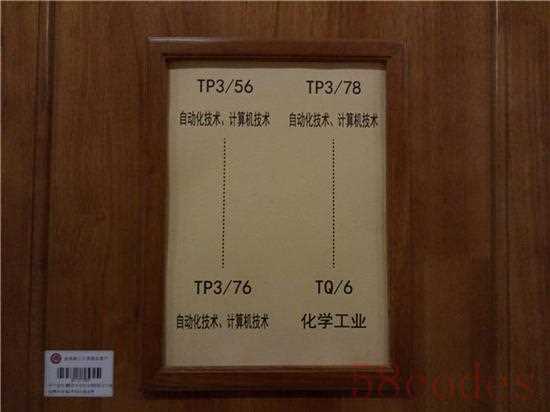 TP3/56 TP3/78
自动化技术、计算机技术 自动化技术、计算机技术
TP3/76 TQ/6
自动化技术、计算机技术 化学工业
58codes